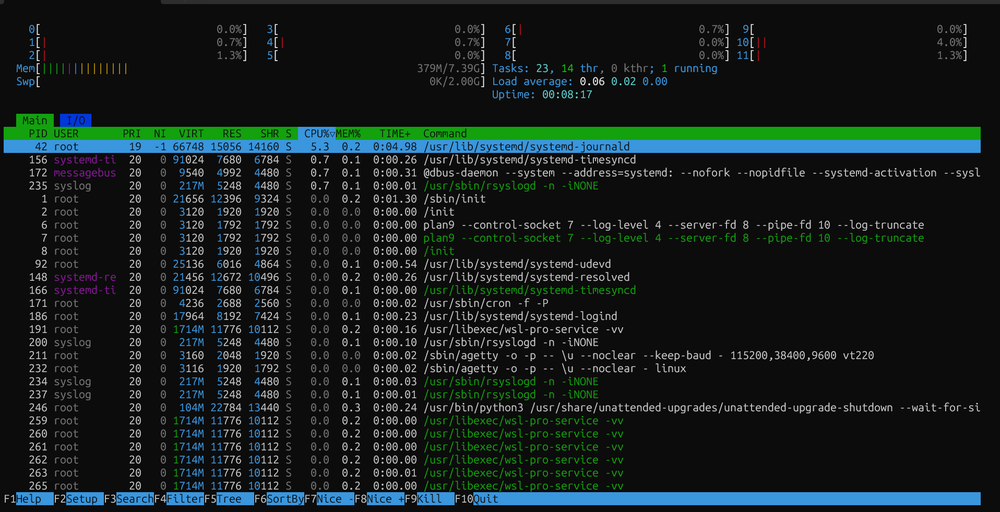 0[ 0.0%] 3[ 0.0%] 6[| 0.7%] 9[ 0.0%]
1[| 0.7%] 4[| 0.7%] 7[ 0.0%] 10[|| 4.0%]
2[| 1.3%] 5[ 0.0%] 8[ 0.0%] 11[| 1.3%]
Mem[|||||||||||||| 379M/7.39G] Tasks: 23, 14 thr, 0 kthr; 1 running
Swp[ 0K/2.00G] Load average: 0.06 0.02 0.00
Uptime: 00:08:17
Main I/O
PID USER PRI NI VIRT RES SHR S CPU%▽MEM% TIME+ Command
42 root 19 -1 66748 15056 14160 S 5.3 0.2 0:04.98 /usr/lib/systemd/systemd-journald
156 systemd-ti 20 0 91024 7680 6784 S 0.7 0.1 0:00.26 /usr/lib/systemd/systemd-timesyncd
172 messagebus 20 0 9540 4992 4480 S 0.7 0.1 0:00.31 @dbus-daemon --system --address=systemd: --nofork --nopidfile --systemd-activation --sysl
235 syslog 20 0 217M 5248 4480 S 0.7 0.1 0:00.01 /usr/sbin/rsyslogd -n -iNONE
1 root 20 0 21656 12396 9324 S 0.0 0.2 0:01.30 /sbin/init
2 root 20 0 3120 1920 1920 S 0.0 0.0 0:00.00 /init
6 root 20 0 3120 1792 1792 S 0.0 0.0 0:00.00 plan9 --control-socket 7 --log-level 4 --server-fd 8 --pipe-fd 10 --log-truncate
7 root 20 0 3120 1792 1792 S 0.0 0.0 0:00.00 plan9 --control-socket 7 --log-level 4 --server-fd 8 --pipe-fd 10 --log-truncate
8 root 20 0 3120 1920 1920 S 0.0 0.0 0:00.00 /init
92 root 20 0 25136 6016 4864 S 0.0 0.1 0:00.54 /usr/lib/systemd/systemd-udevd
148 systemd-re 20 0 21456 12672 10496 S 0.0 0.2 0:00.26 /usr/lib/systemd/systemd-resolved
166 systemd-ti 20 0 91024 7680 6784 S 0.0 0.1 0:00.00 /usr/lib/systemd/systemd-timesyncd
171 root 20 0 4236 2688 2560 S 0.0 0.0 0:00.02 /usr/sbin/cron -f -P
186 root 20 0 17964 8192 7424 S 0.0 0.1 0:00.23 /usr/lib/systemd/systemd-logind
191 root 20 0 1714M 11776 10112 S 0.0 0.2 0:00.16 /usr/libexec/wsl-pro-service -vv
200 syslog 20 0 217M 5248 4480 S 0.0 0.1 0:00.10 /usr/sbin/rsyslogd -n -iNONE
211 root 20 0 3160 2048 1920 S 0.0 0.0 0:00.02 /sbin/agetty -o -p -- \u --noclear --keep-baud - 115200,38400,9600 vt220
232 root 20 0 3116 1920 1792 S 0.0 0.0 0:00.02 /sbin/agetty -o -p -- \u --noclear - linux
234 syslog 20 0 217M 5248 4480 S 0.0 0.1 0:00.03 /usr/sbin/rsyslogd -n -iNONE
237 syslog 20 0 217M 5248 4480 S 0.0 0.1 0:00.01 /usr/sbin/rsyslogd -n -iNONE
246 root 20 0 104M 22784 13440 S 0.0 0.3 0:00.24 /usr/bin/python3 /usr/share/unattended-upgrades/unattended-upgrade-shutdown --wait-for-si
259 root 20 0 1714M 11776 10112 S 0.0 0.2 0:00.00 /usr/libexec/wsl-pro-service -vv
260 root 20 0 1714M 11776 10112 S 0.0 0.2 0:00.00 /usr/libexec/wsl-pro-service -vv
261 root 20 0 1714M 11776 10112 S 0.0 0.2 0:00.00 /usr/libexec/wsl-pro-service -vv
262 root 20 0 1714M 11776 10112 S 0.0 0.2 0:00.00 /usr/libexec/wsl-pro-service -vv
263 root 20 0 1714M 11776 10112 S 0.0 0.2 0:00.01 /usr/libexec/wsl-pro-service -vv
265 root 20 0 1714M 11776 10112 S 0.0 0.2 0:00.00 /usr/libexec/wsl-pro-service -vv
F1Help F2Setup F3SearchF4FilterF5Tree F6SortByF7Nice -F8Nice +F9Kill F10Quit